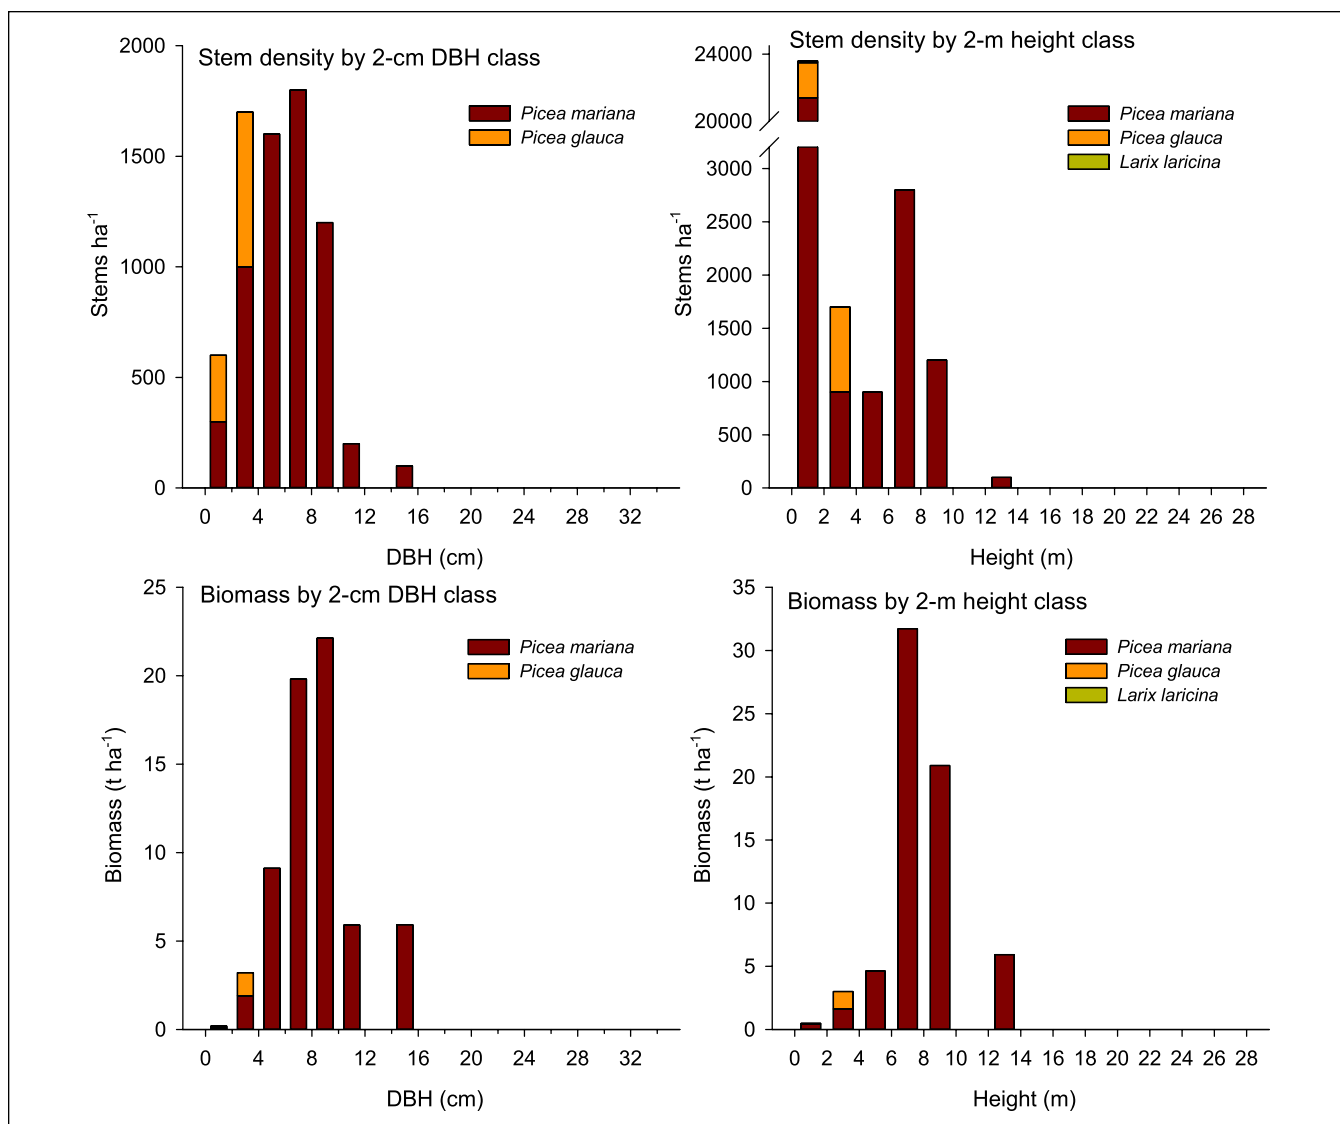 Stem density by 2-cm DBH class
Picea mariana
Picea glauca
2000
1500
1000
500
0
Stems ha-1
0 4 8 12 16 20 24 28 32
DBH (cm)
Stem density by 2-m height class
Picea mariana
Picea glauca
Larix laricina
24000
20000
3000
2500
2000
1500
1000
500
0
Stems ha-1
0 2 4 6 8 10 12 14 16 18 20 22 24 26 28
Height (m)
Biomass by 2-cm DBH class
Picea mariana
Picea glauca
25
20
15
10
5
0
Biomass (t ha-1)
0 4 8 12 16 20 24 28 32
DBH (cm)
Biomass by 2-m height class
Picea mariana
Picea glauca
Larix laricina
35
30
25
20
15
10
5
0
Biomass (t ha-1)
0 2 4 6 8 10 12 14 16 18 20 22 24 26 28
Height (m)